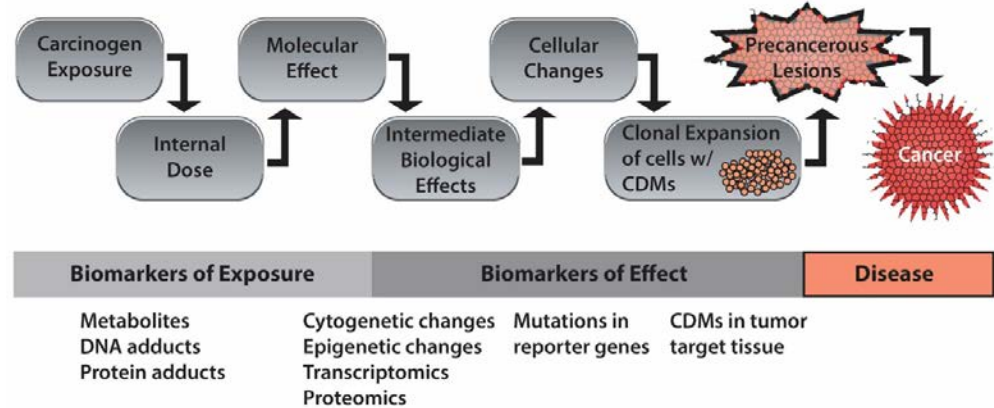 Carcinogen
Exposure
Internal
Dose
Molecular
Effect
Intermediate
Biological
Effects
Cellular
Changes
Clonal Expansion
of cells w/
CDMs
Precancerous
Lesions
Cancer
Biomarkers of Exposure
Biomarkers of Effect
Disease
Metabolites
DNA adducts
Protein adducts
Cytogenetic changes
Epigenetic changes
Transcriptomics
Proteomics
Mutations in
reporter genes
CDMs in tumor
target tissue